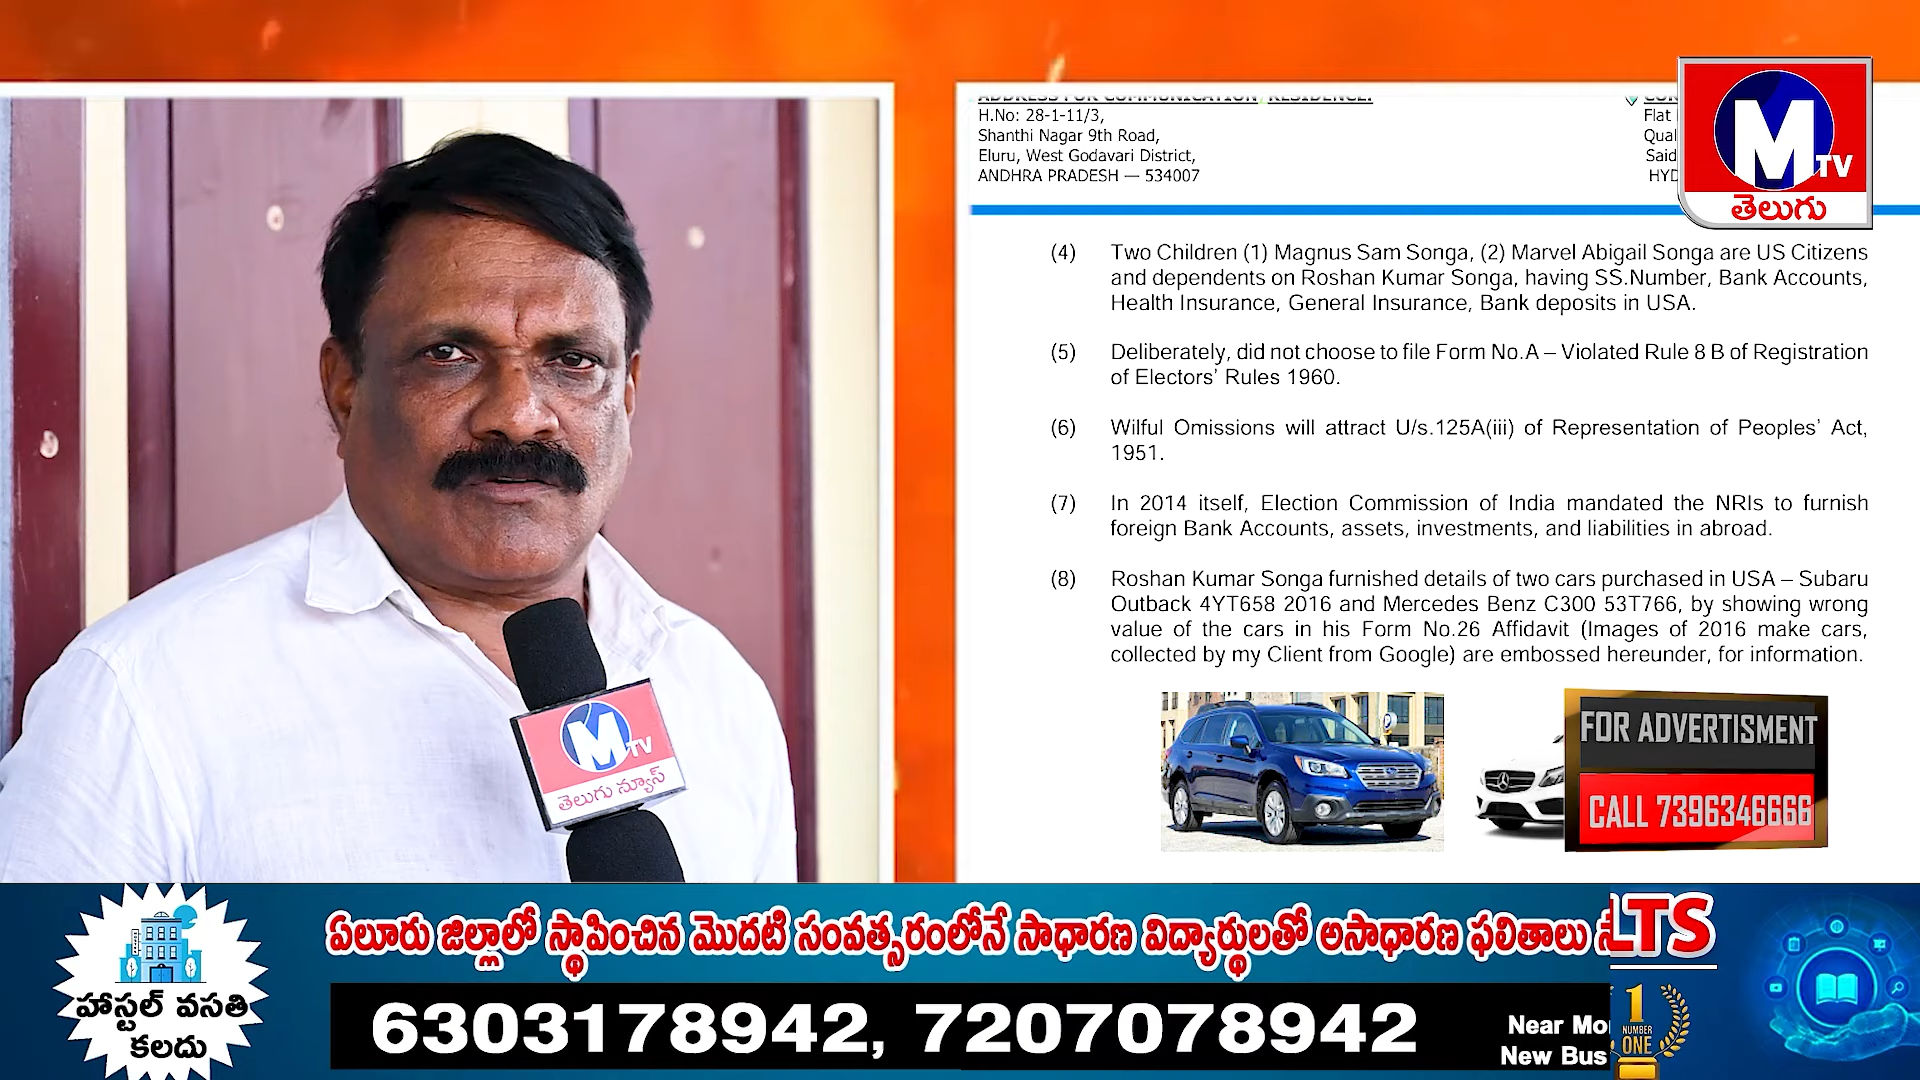 ADDRESS FOR COMMUNICATION/RESIDENCE:
H.No: 28-1-11/3,
Shanthi Nagar 9th Road,
Eluru, West Godavari District,
ANDHRA PRADESH — 534007
Flat
Qual
Said
HYD
M TV
తెలుగు
(4) Two Children (1) Magnus Sam Songa, (2) Marvel Abigail Songa are US Citizens
and dependents on Roshan Kumar Songa, having SS.Number, Bank Accounts,
Health Insurance, General Insurance, Bank deposits in USA.
(5) Deliberately, did not choose to file Form No.A – Violated Rule 8 B of Registration
of Electors’ Rules 1960.
(6) Wilful Omissions will attract U/s.125A(iii) of Representation of Peoples’ Act,
1951.
(7) In 2014 itself, Election Commission of India mandated the NRIs to furnish
foreign Bank Accounts, assets, investments, and liabilities in abroad.
(8) Roshan Kumar Songa furnished details of two cars purchased in USA – Subaru
Outback 4YT658 2016 and Mercedes Benz C300 53T766, by showing wrong
value of the cars in his Form No.26 Affidavit (Images of 2016 make cars,
collected by my Client from Google) are embossed hereunder, for information.
M TV
తెలుగు న్యూస్
FOR ADVERTISMENT
CALL 7396346666
హాస్టల్ వసతి
కలదు
ఏలూరు జిల్లాలో స్థాపించిన మొదటి సంవత్సరంలోనే సాధారణ విద్యార్థులతో అసాధారణ ఫలితాలు
LTS
6303178942, 7207078942
Near Mo
New Bus
1
NUMBER
ONE